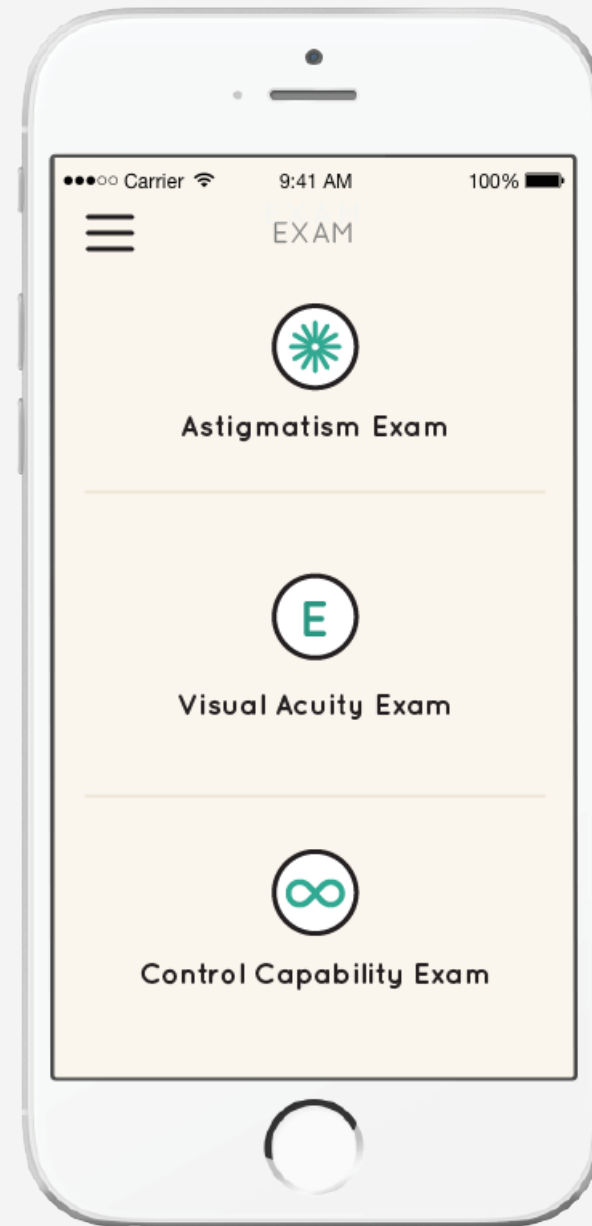 Carrier 9:41 AM 100%
EXAM
Astigmatism Exam
E
Visual Acuity Exam
Control Capability Exam